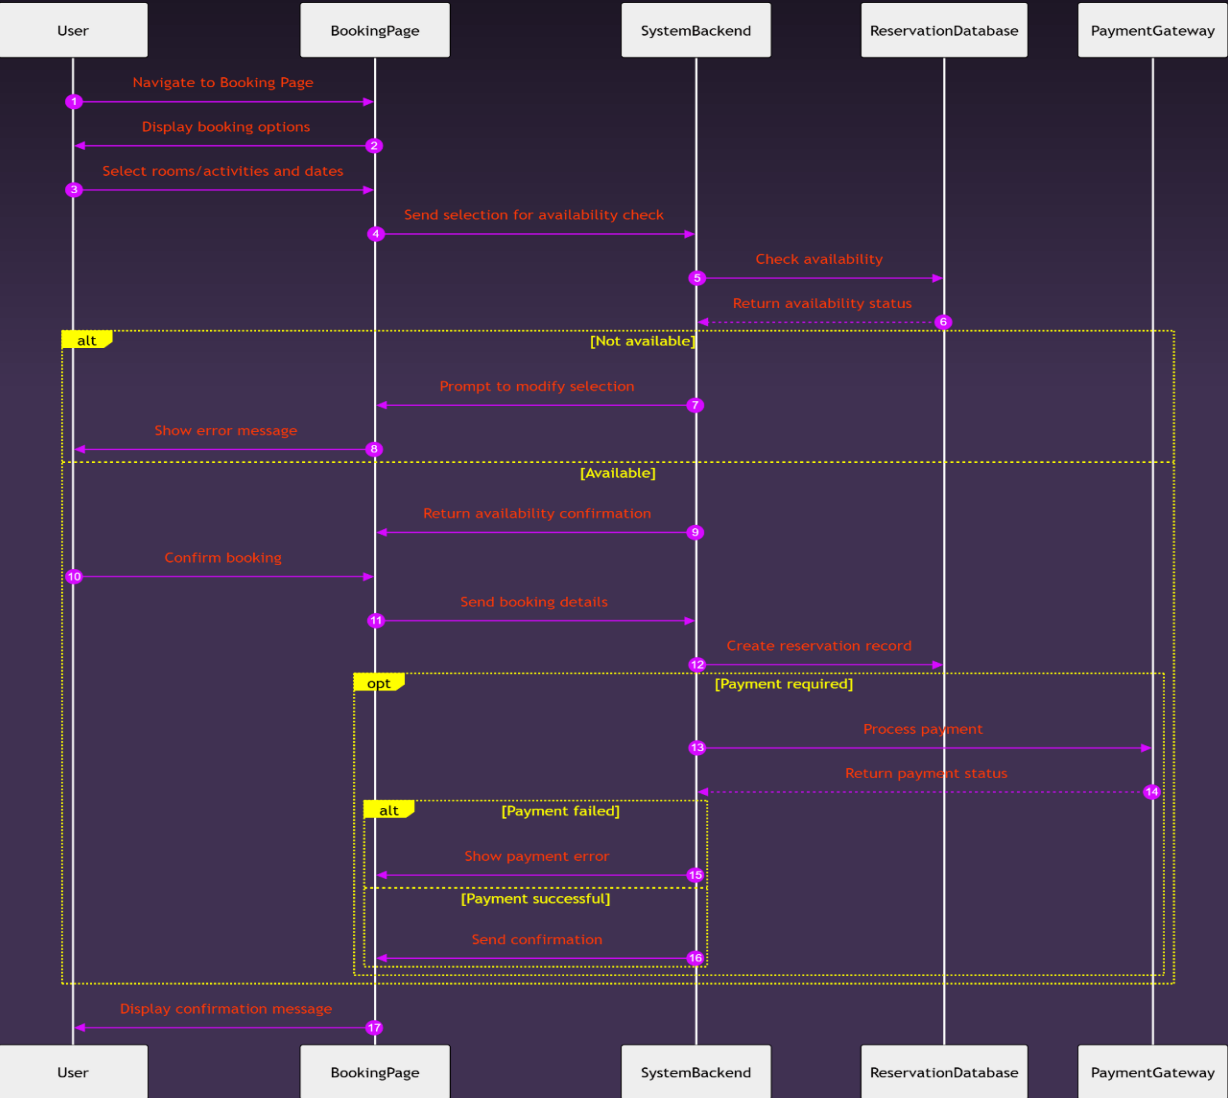 User
BookingPage
SystemBackend
ReservationDatabase
PaymentGateway
Navigate to Booking Page
1
Display booking options
2
Select rooms/activities and dates
3
Send selection for availability check
4
Check availability
5
Return availability status
6
alt
[Not available]
Prompt to modify selection
7
Show error message
8
[Available]
Return availability confirmation
9
Confirm booking
10
Send booking details
11
Create reservation record
12
opt
[Payment required]
Process payment
13
Return payment status
14
alt
[Payment failed]
Show payment error
15
[Payment successful]
Send confirmation
16
Display confirmation message
17
User
BookingPage
SystemBackend
ReservationDatabase
PaymentGateway